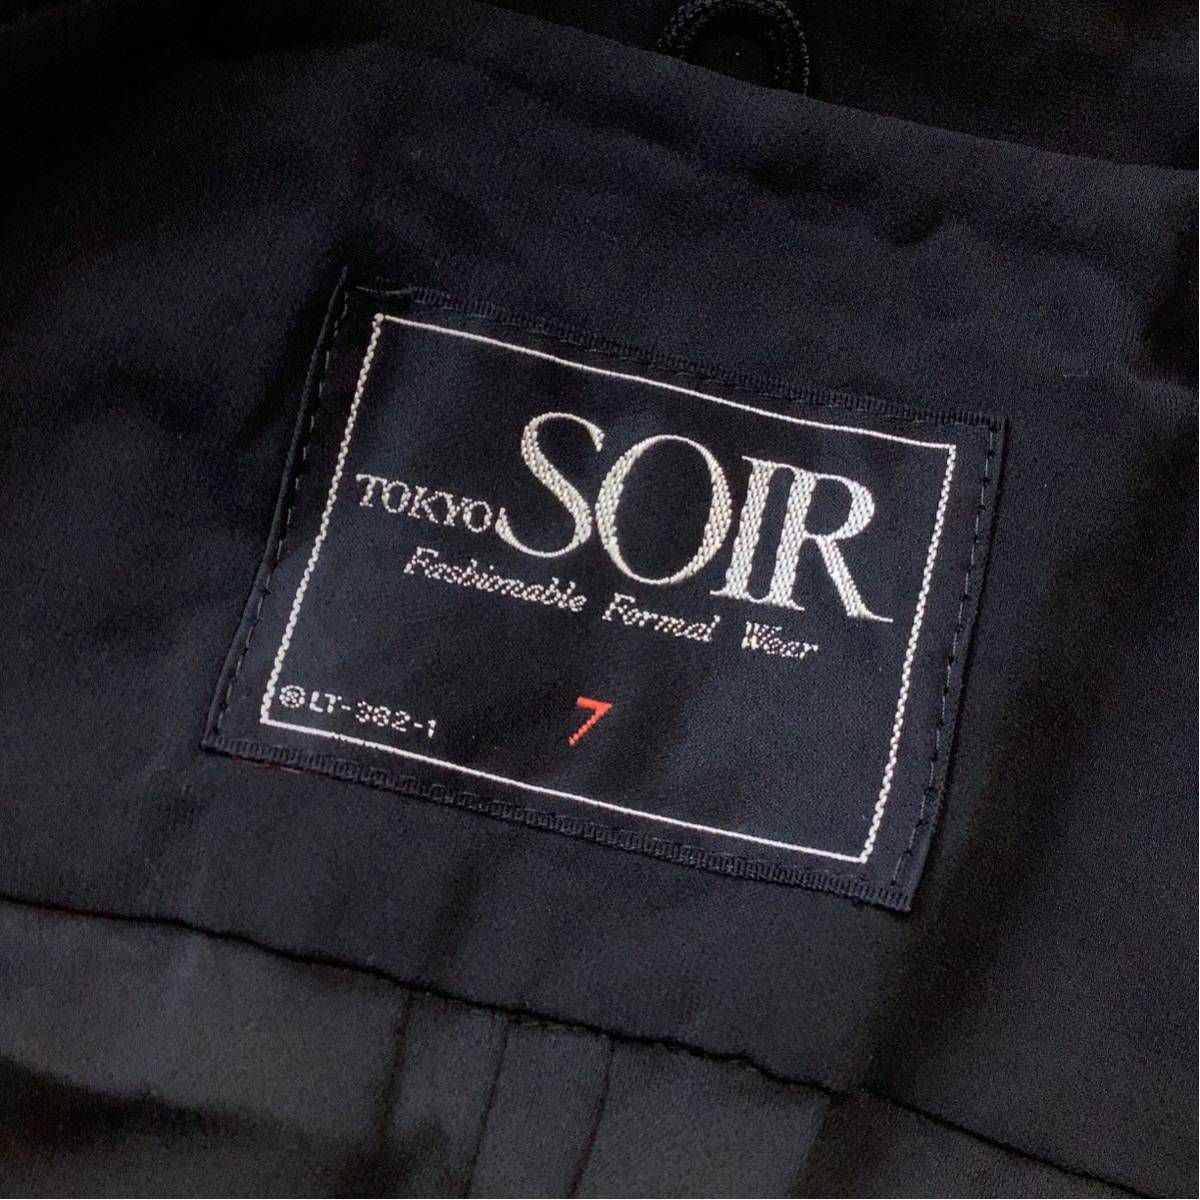 TOKYO SOIR
Fashionable Formal Wear
7
LT-382-1